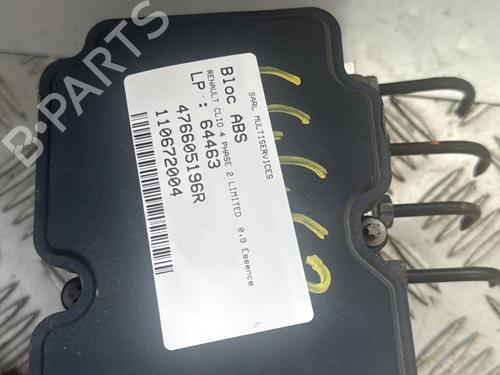 SARL MULTISERVICES
Bloc ABS
RENAULT CLIO 4 PHASE 2 LIMITED 0,9 Essence
LP : 64463
476605196R
110672004
B-PARTS